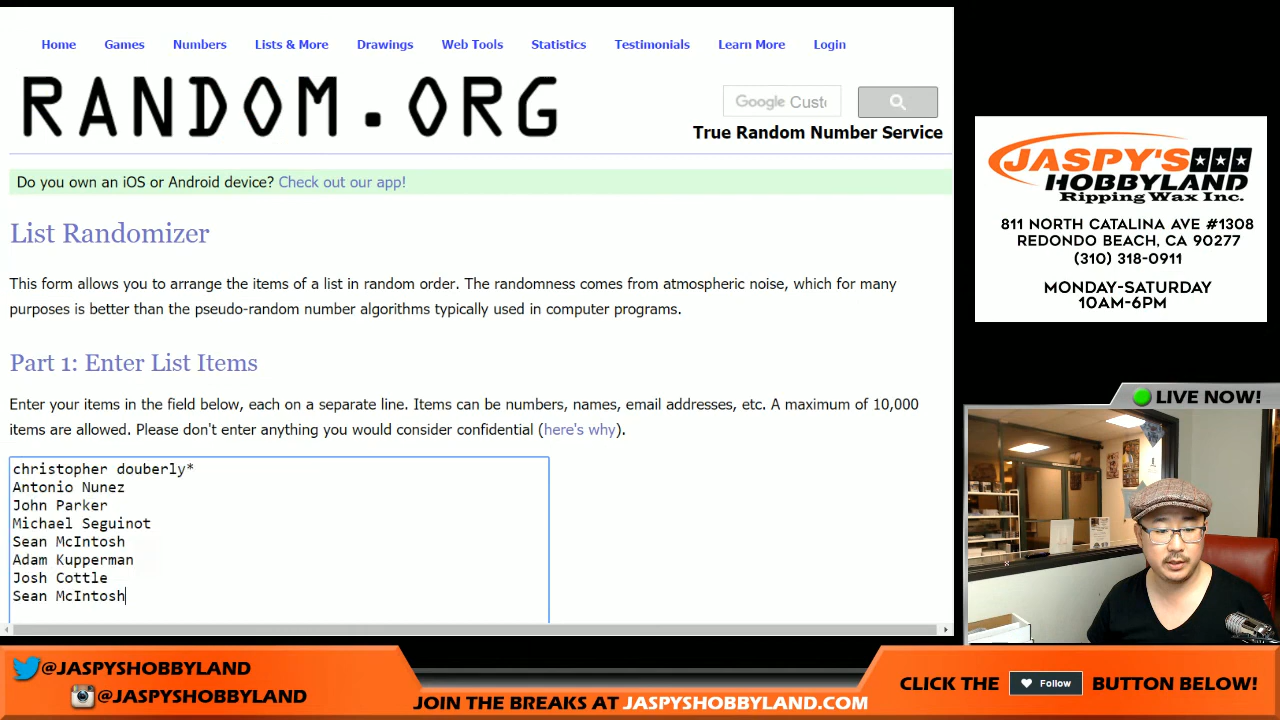 Home Games Numbers Lists & More Drawings Web Tools Statistics Testimonials Learn More Login
RANDOM.ORG
Google Custo
True Random Number Service
Do you own an iOS or Android device? Check out our app!
List Randomizer
This form allows you to arrange the items of a list in random order. The randomness comes from atmospheric noise, which for many
purposes is better than the pseudo-random number algorithms typically used in computer programs.
Part 1: Enter List Items
Enter your items in the field below, each on a separate line. Items can be numbers, names, email addresses, etc. A maximum of 10,000
items are allowed. Please don't enter anything you would consider confidential (here's why).
christopher douberly*
Antonio Nunez
John Parker
Michael Seguinot
Sean McIntosh
Adam Kupperman
Josh Cottle
Sean McIntosh
JASPY'S
HOBBYLAND
Ripping Wax Inc.
811 NORTH CATALINA AVE #1308
REDONDO BEACH, CA 90277
(310) 318-0911
MONDAY-SATURDAY
10AM-6PM
LIVE NOW!
@JASPYSHOBBYLAND
@JASPYSHOBBYLAND
JOIN THE BREAKS AT JASPYSHOBBYLAND.COM
CLICK THE Follow BUTTON BELOW!